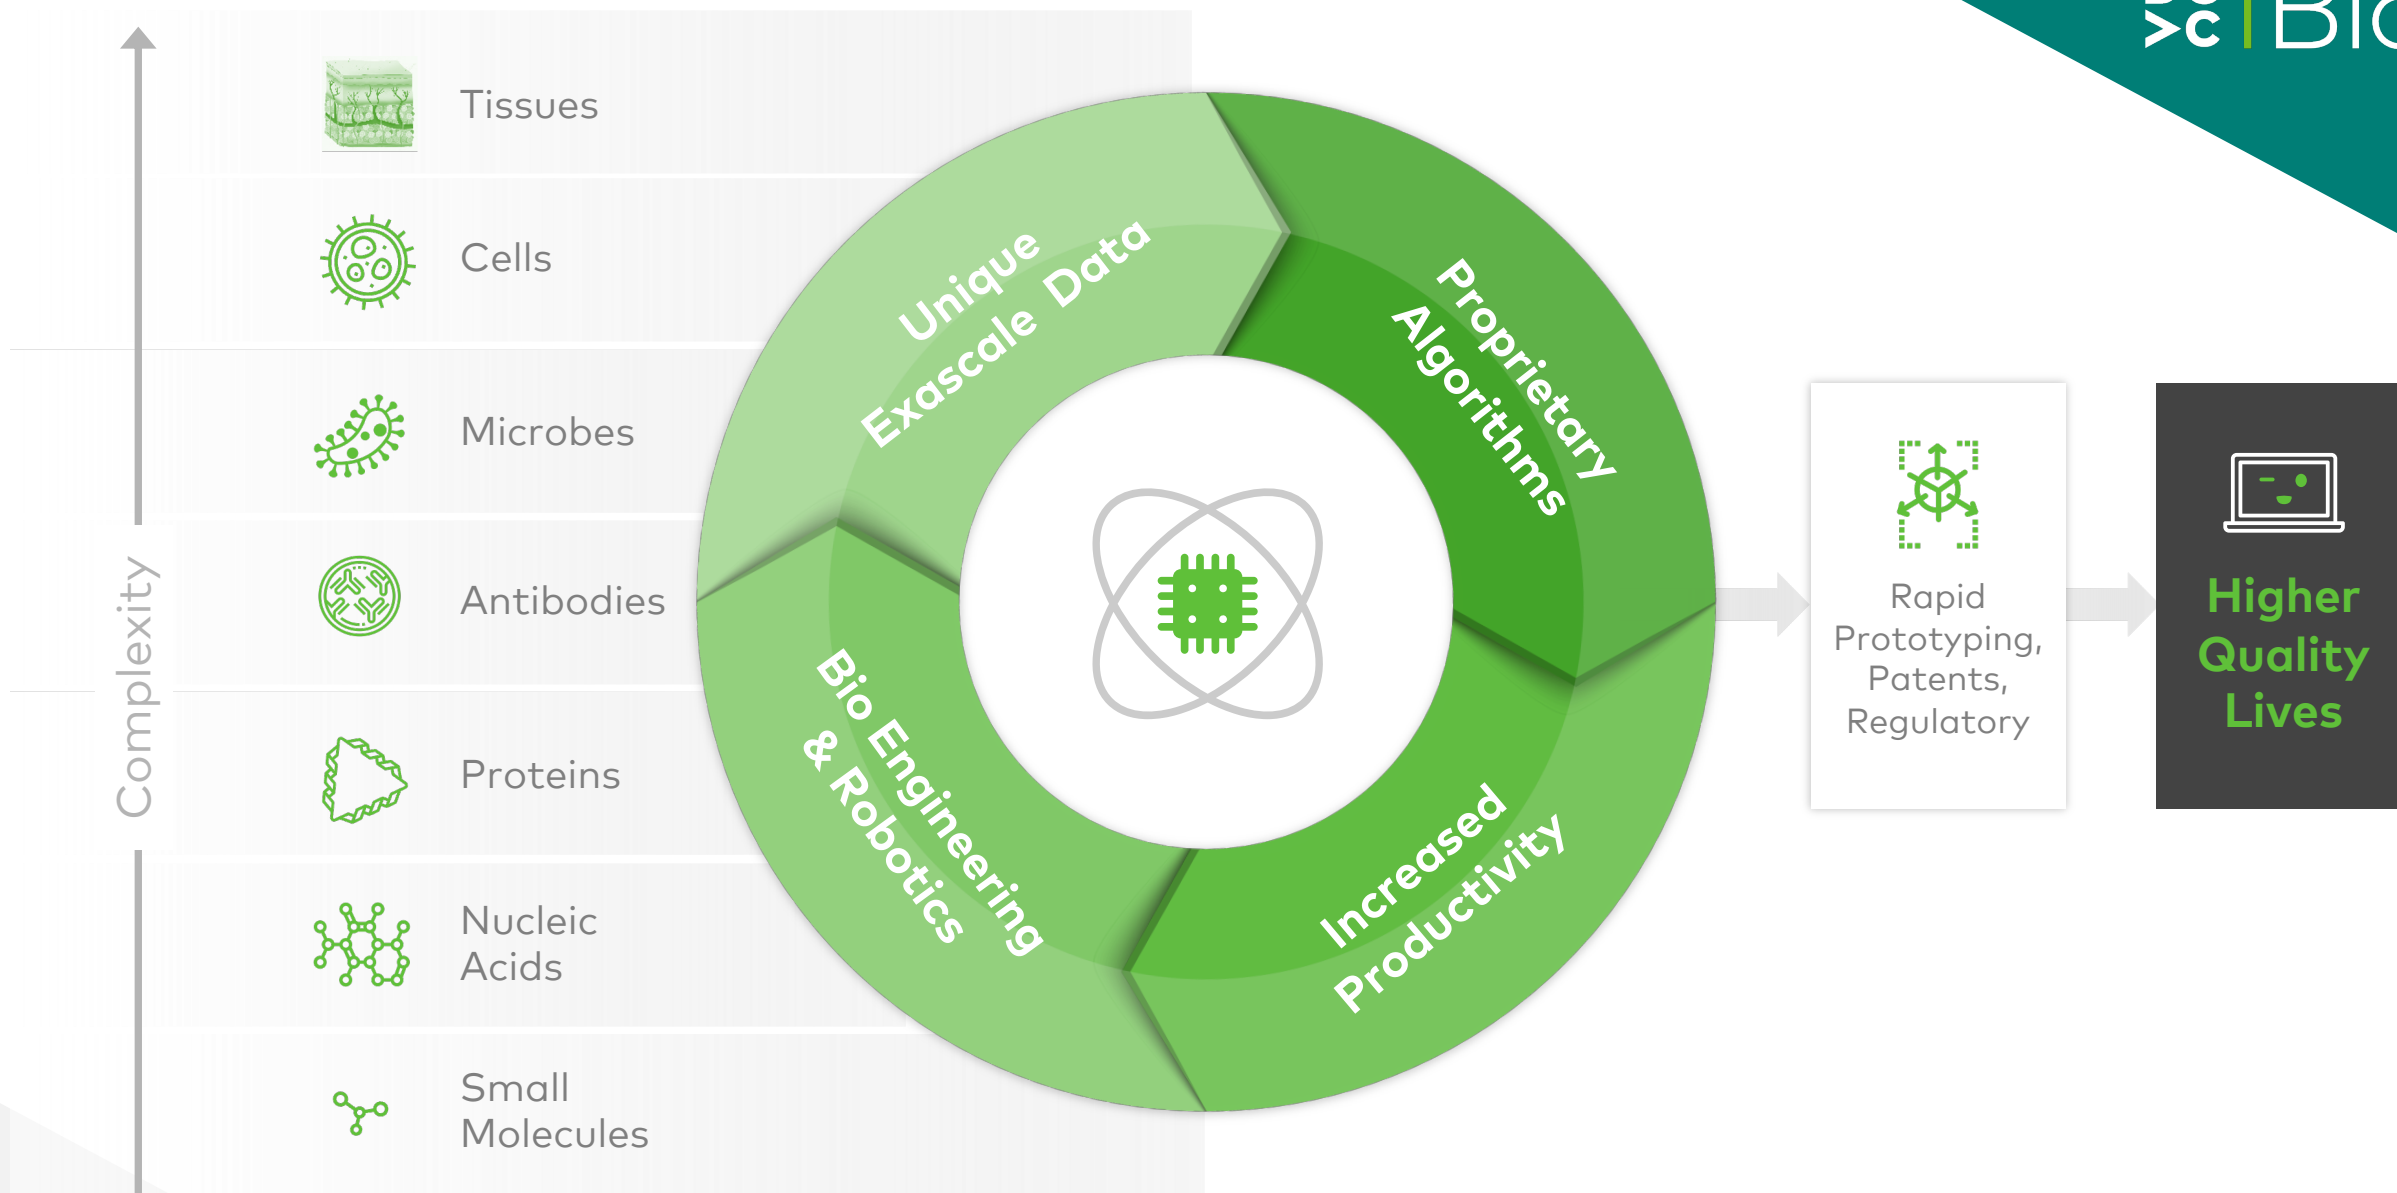 >c | Bio
Tissues
Cells
Microbes
Antibodies
Proteins
Nucleic
Acids
Small
Molecules
Complexity
Unique
Exascale Data
Proprietary
Algorithms
Bio Engineering
& Robotics
Increased
Productivity
Rapid
Prototyping,
Patents,
Regulatory
Higher
Quality
Lives